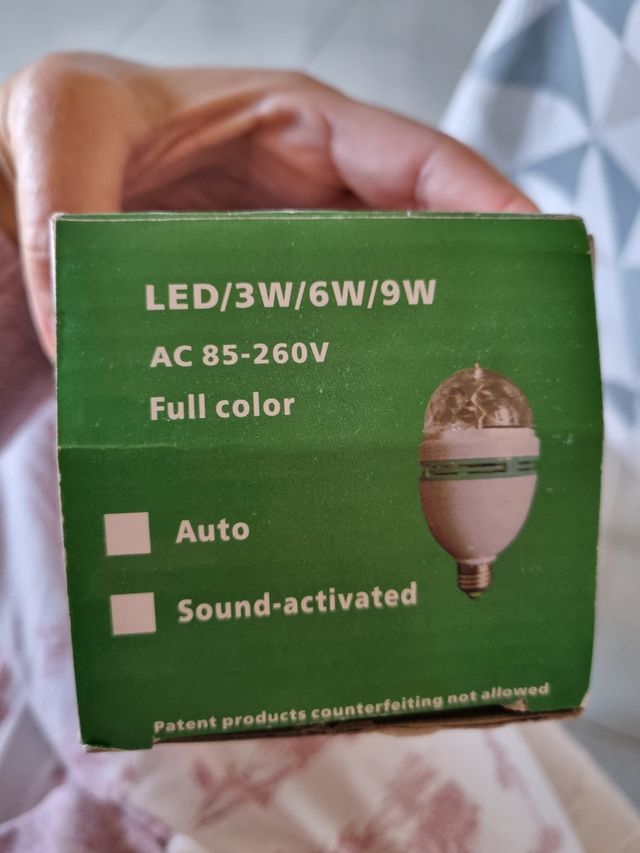 LED/3W/6W/9W
AC 85-260V
Full color
Auto
Sound-activated
Patent products counterfeiting not allowed